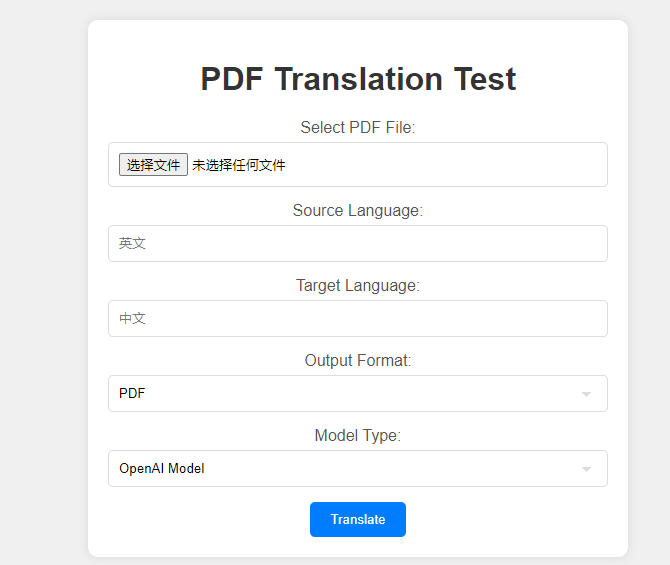 PDF Translation Test
Select PDF File:
选择文件 未选择任何文件
Source Language:
英文
Target Language:
中文
Output Format:
PDF
Model Type:
OpenAI Model
Translate